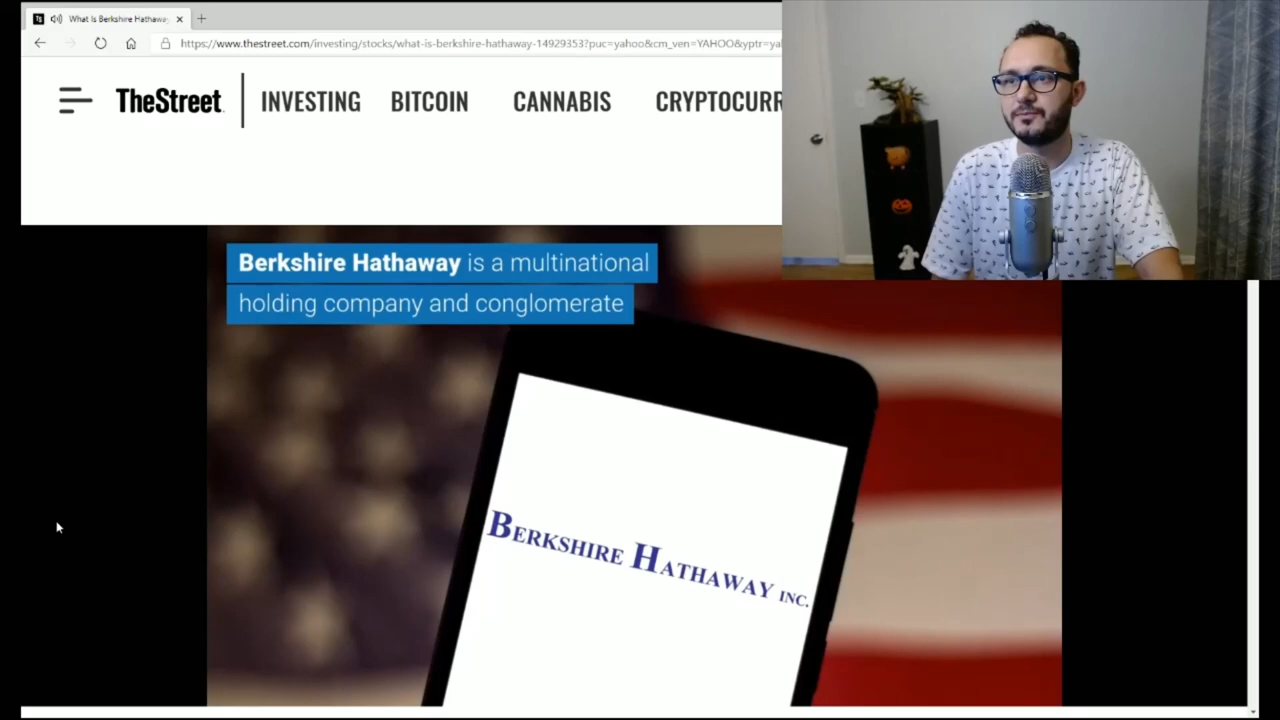 What Is Berkshire Hathaway
https://www.thestreet.com/investing/stocks/what-is-berkshire-hathaway-14929353?puc=yahoo&cm_ven=YAHOO&yptr=ya
TheStreet INVESTING BITCOIN CANNABIS CRYPTOCURR
Berkshire Hathaway is a multinational
holding company and conglomerate
BERKSHIRE HATHAWAY INC.